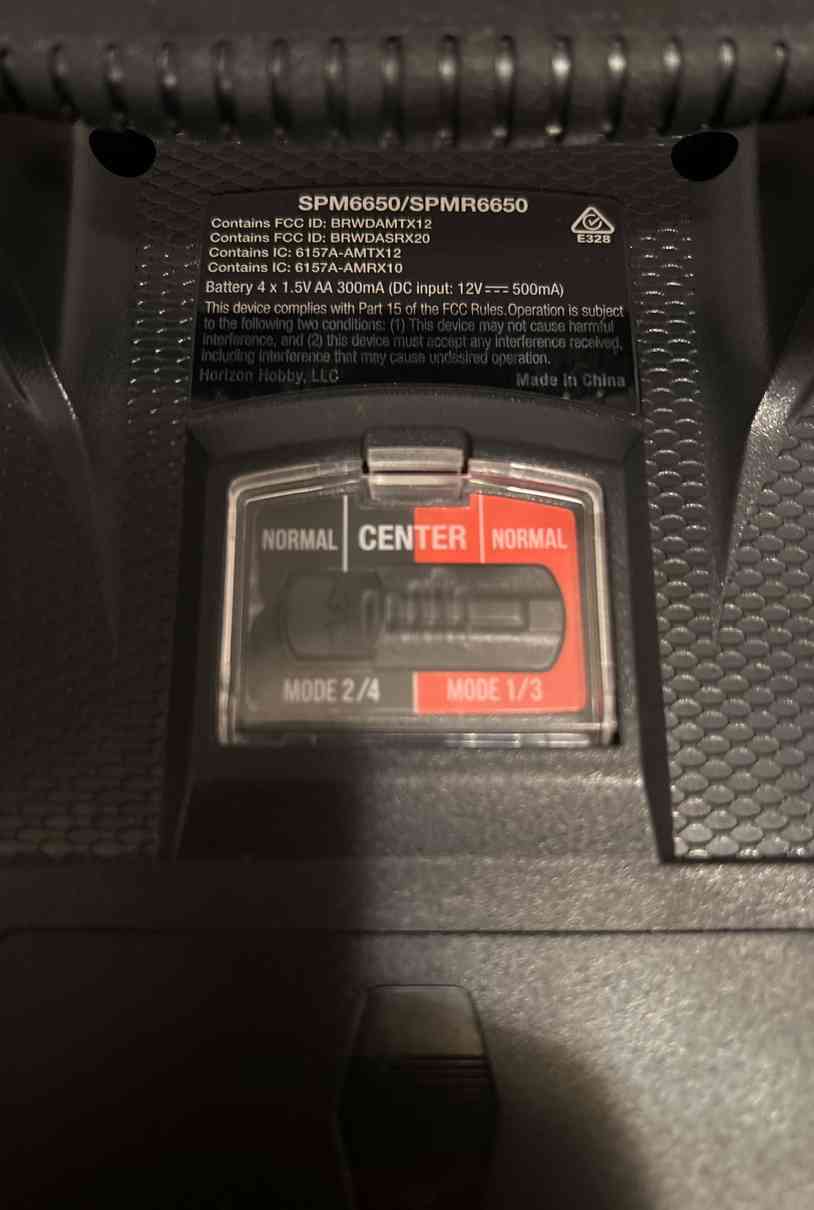 SPM6650/SPMR6650
Contains FCC ID: BRWDAMTX12
Contains FCC ID: BRWDASRX20
Contains IC: 6157A-AMTX12
Contains IC: 6157A-AMRX10
E328
Battery 4 x 1.5V AA 300mA (DC input: 12V⎓ 500mA)
This device complies with Part 15 of the FCC Rules.Operation is subject
to the following two conditions: (1) This device may not cause harmful
interference, and (2) this device must accept any interference received,
including interference that may cause undesired operation.
Horizon Hobby, LLC Made in China
NORMAL CENTER NORMAL
MODE 2/4 MODE 1/3